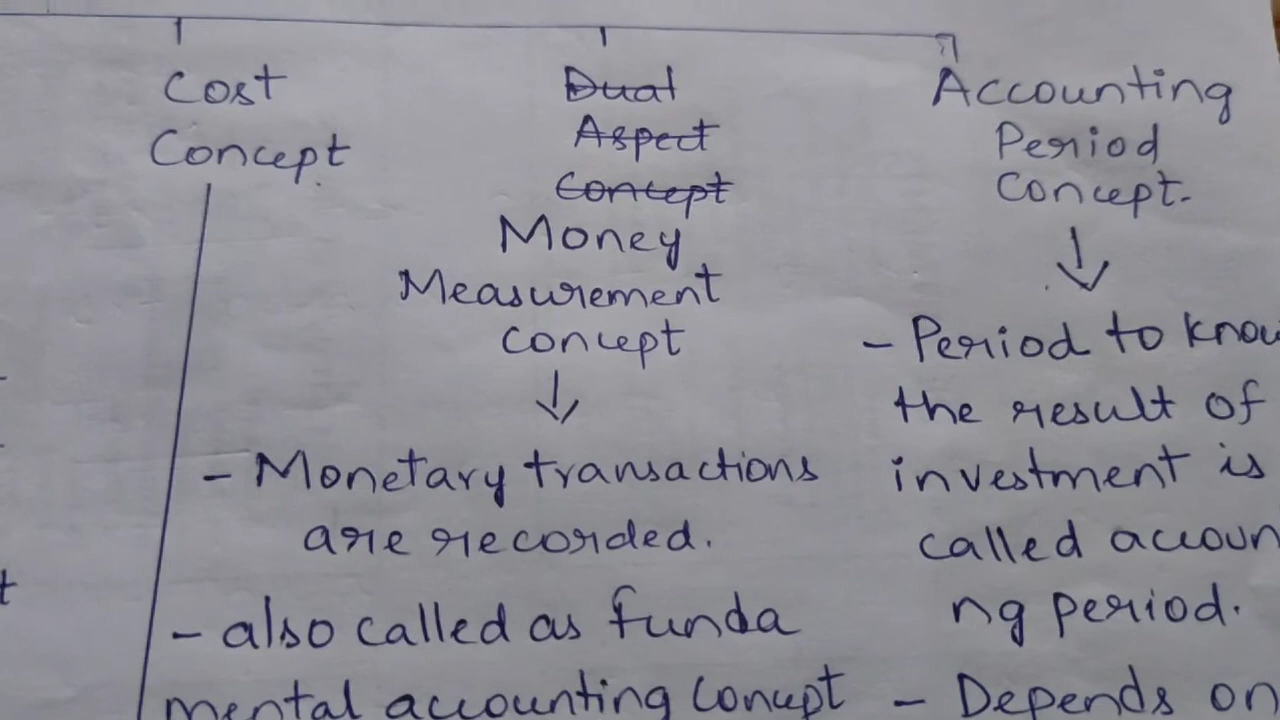 Cost
Concept
Dual
Aspect
Concept
Money
Measurement
concept
- Monetary transactions
are recorded.
- also called as funda
mental accounting concept
Accounting
Period
Concept.
- Period to know
the result of
investment is
called accoun
ng period.
- Depends on